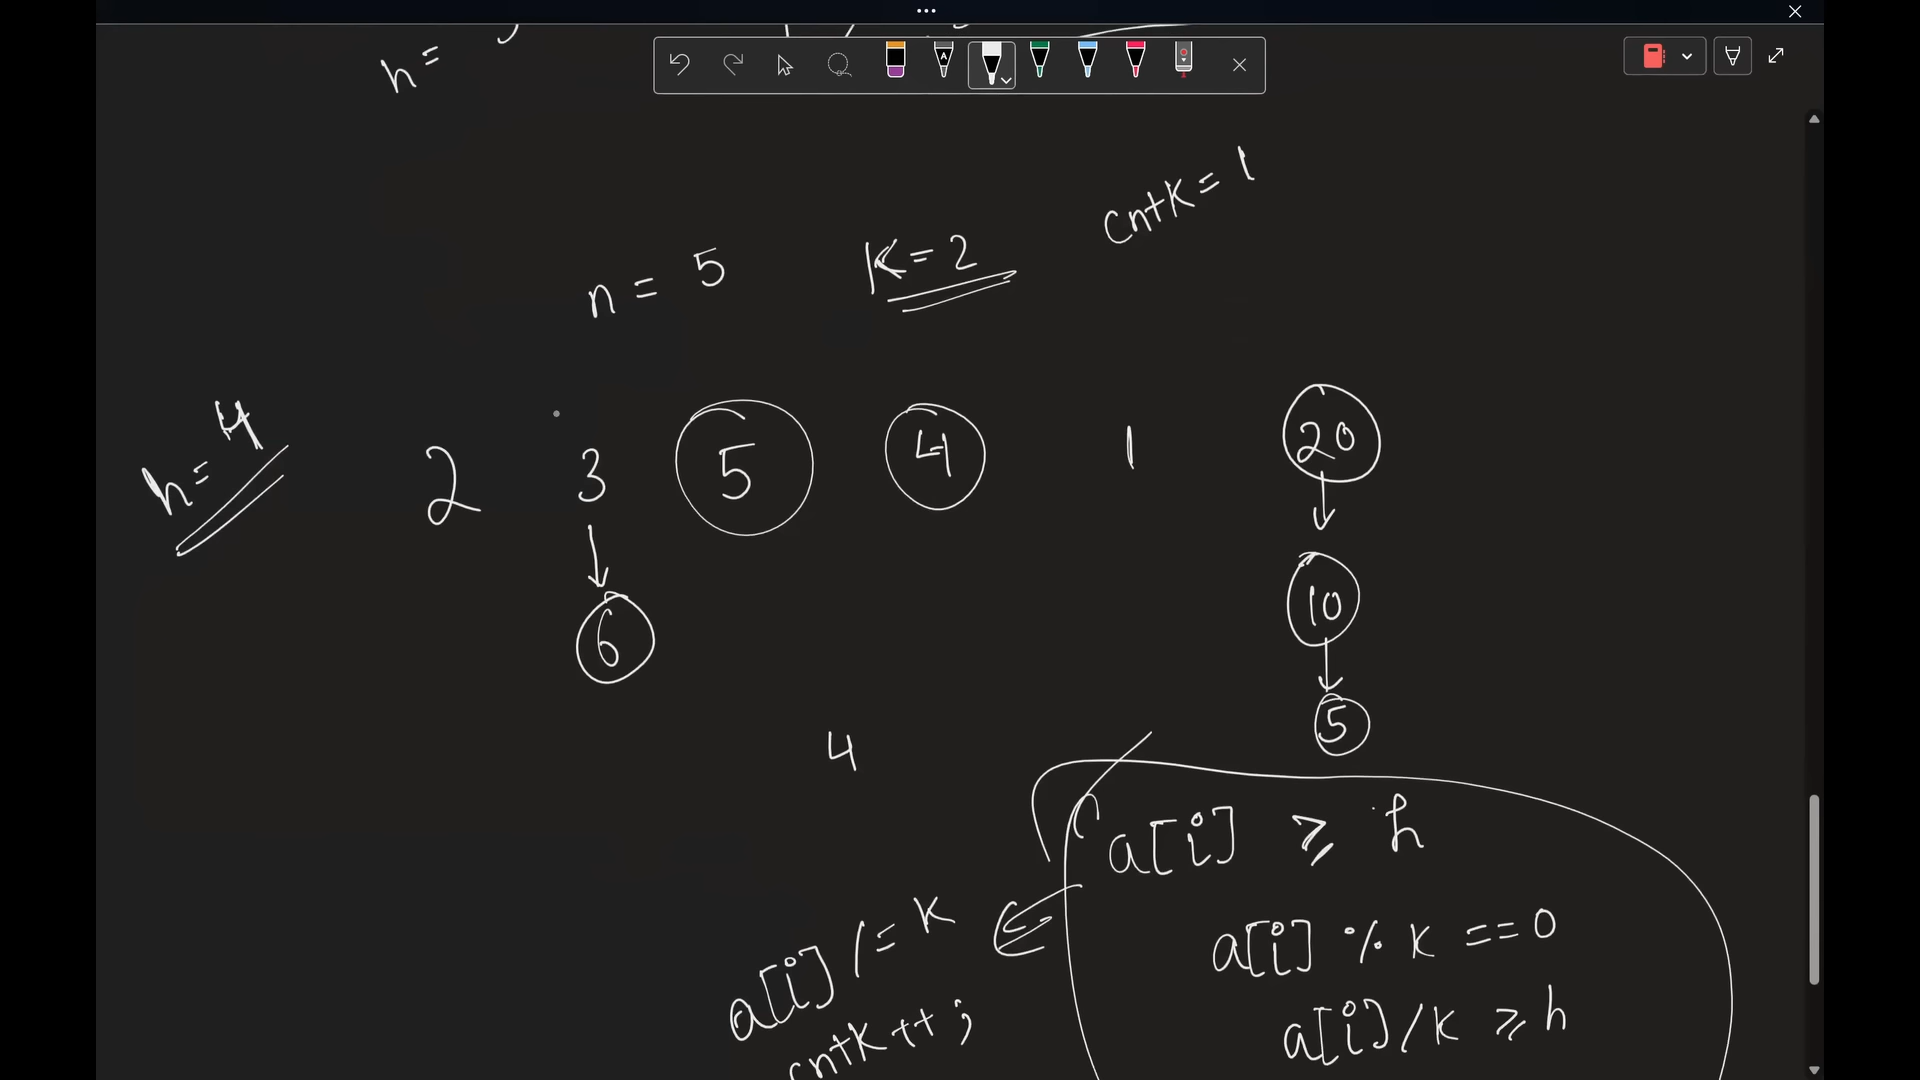 h =
cntK = 1
n = 5 K = 2
h = 4 2 3 5 4 1 20
6 10
5
4
a[i] ≥ h
a[i] /= K a[i] % K == 0
cntK++; a[i]/K ≥ h